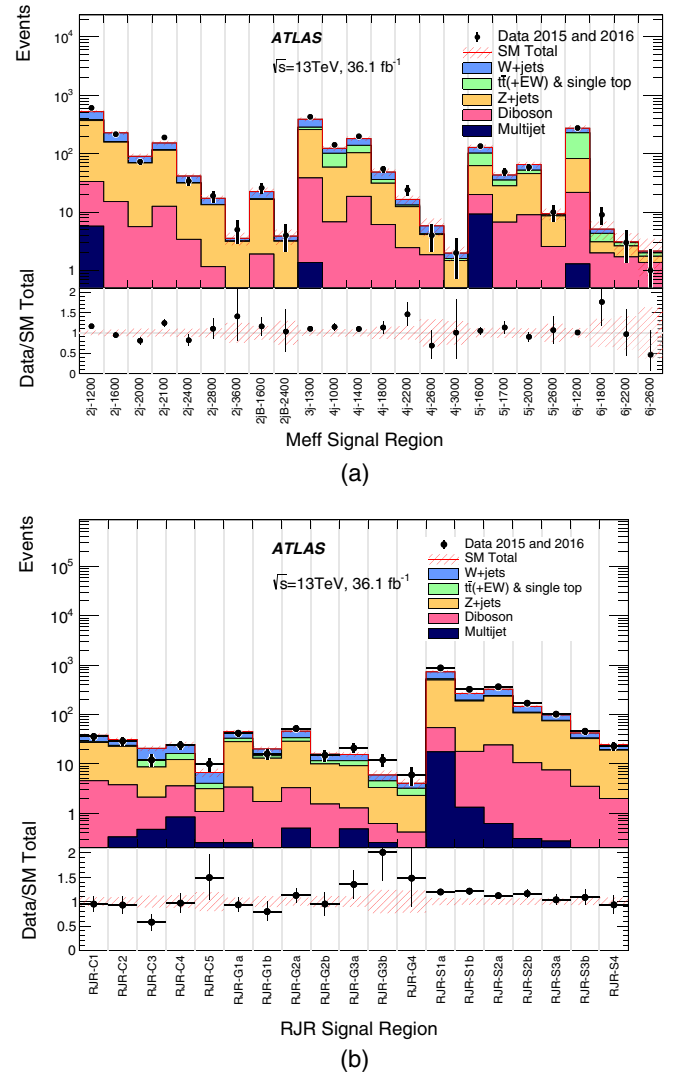 Events
10⁴
10³
10²
10
1
ATLAS
√s=13TeV, 36.1 fb⁻¹
Data 2015 and 2016
SM Total
W+jets
tt̄(+EW) & single top
Z+jets
Diboson
Multijet
Data/SM Total
2
1.5
1
0.5
0
2j-1200
2j-1600
2j-2000
2j-2100
2j-2400
2j-2800
2j-3600
2jB-1600
2jB-2400
3j-1300
4j-1000
4j-1400
4j-1800
4j-2200
4j-2600
4j-3000
5j-1600
5j-1700
5j-2000
5j-2600
6j-1200
6j-1800
6j-2200
6j-2600
Meff Signal Region
(a)
Events
10⁵
10⁴
10³
10²
10
1
ATLAS
√s=13TeV, 36.1 fb⁻¹
Data 2015 and 2016
SM Total
W+jets
tt̄(+EW) & single top
Z+jets
Diboson
Multijet
Data/SM Total
2
1.5
1
0.5
0
RJR-C1
RJR-C2
RJR-C3
RJR-C4
RJR-C5
RJR-G1a
RJR-G1b
RJR-G2a
RJR-G2b
RJR-G3a
RJR-G3b
RJR-G4
RJR-S1a
RJR-S1b
RJR-S2a
RJR-S2b
RJR-S3a
RJR-S3b
RJR-S4
RJR Signal Region
(b)